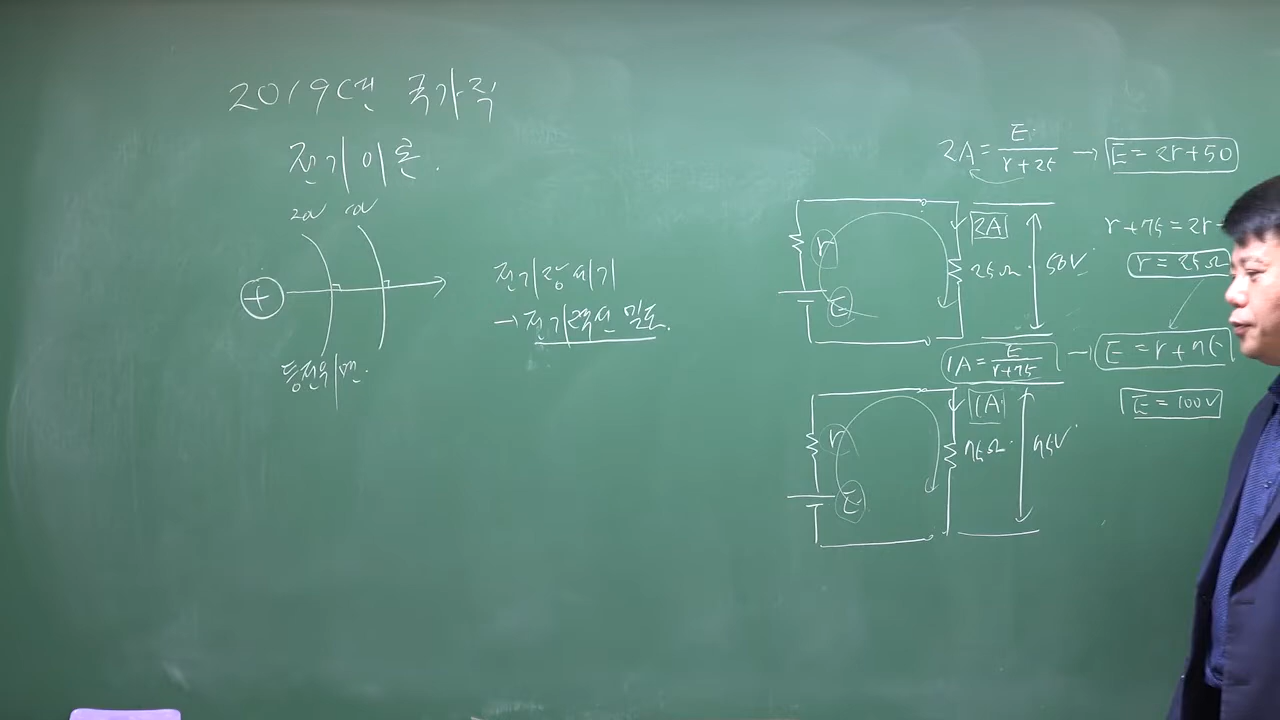 2019년 국가직
전기이론.
20V 10V
+
등전위면.
전기장 세기
→ 전기력선 밀도.
2A = E / r+25 → E = 2r+50
r
E
2A
25Ω
50V
r+75 = 2r+
r = 25Ω
1A = E / r+75 → E = r+75
E = 100V
r
E
1A
75Ω
75V